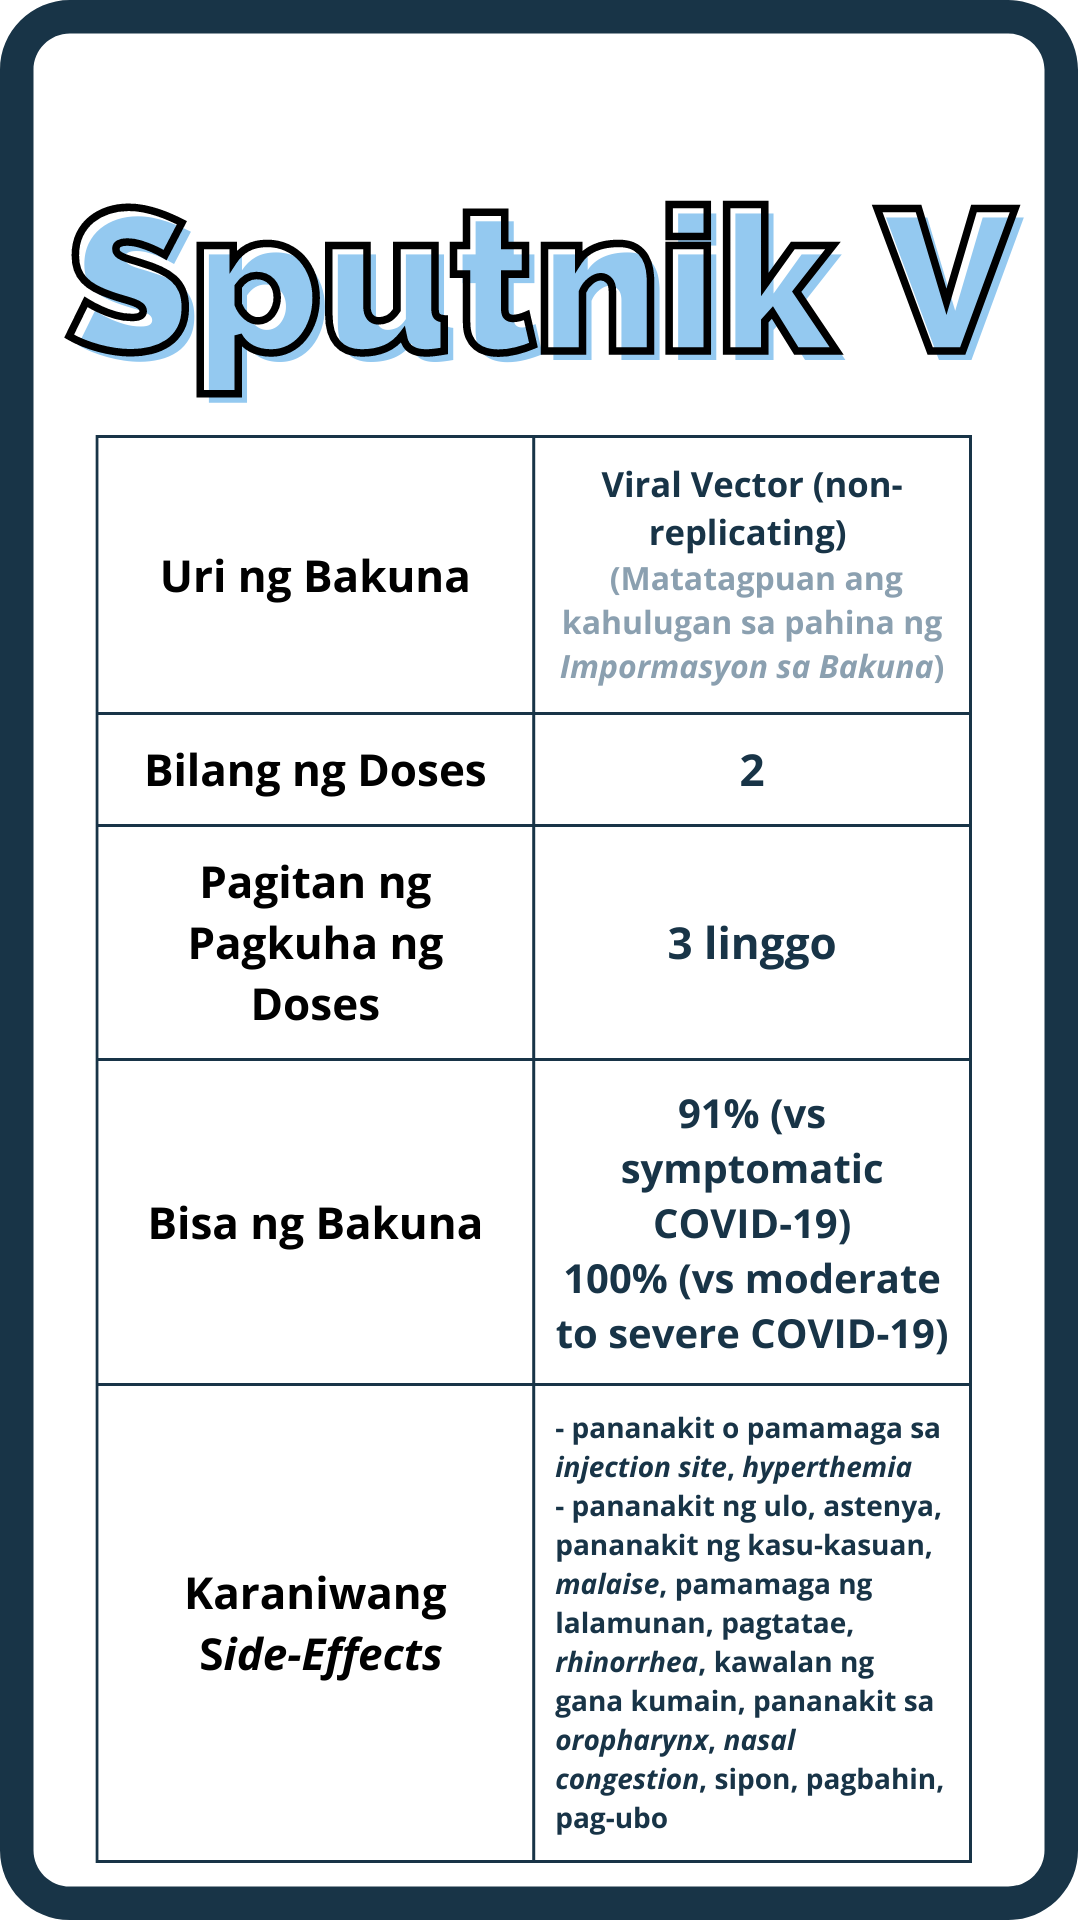 Sputnik V
Uri ng Bakuna
Viral Vector (non-
replicating)
(Matatagpuan ang
kahulugan sa pahina ng
Impormasyon sa Bakuna)
Bilang ng Doses
2
Pagitan ng
Pagkuha ng
Doses
3 linggo
Bisa ng Bakuna
91% (vs
symptomatic
COVID-19)
100% (vs moderate
to severe COVID-19)
Karaniwang
Side-Effects
- pananakit o pamamaga sa
injection site, hyperthemia
- pananakit ng ulo, astenya,
pananakit ng kasu-kasuan,
malaise, pamamaga ng
lalamunan, pagtatae,
rhinorrhea, kawalan ng
gana kumain, pananakit sa
oropharynx, nasal
congestion, sipon, pagbahin,
pag-ubo